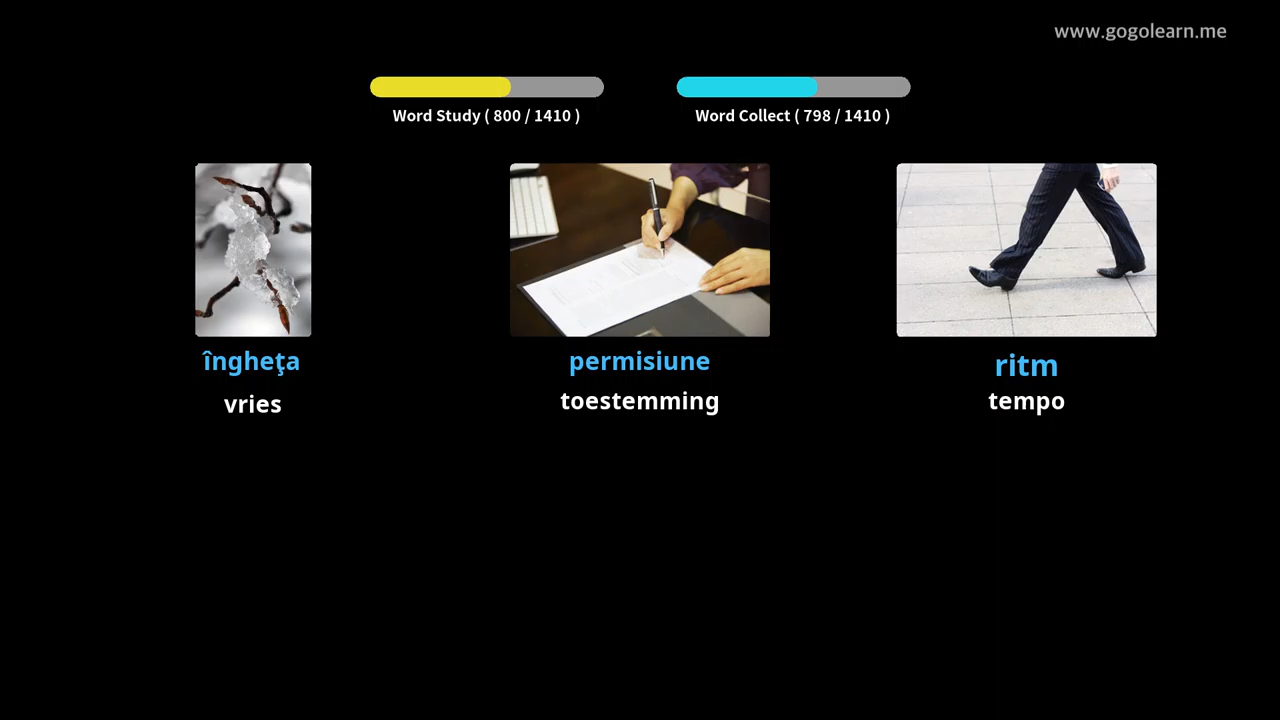 www.gogolearn.me
Word Study ( 800 / 1410 )
Word Collect ( 798 / 1410 )
îngheţa
permisiune
ritm
vries
toestemming
tempo